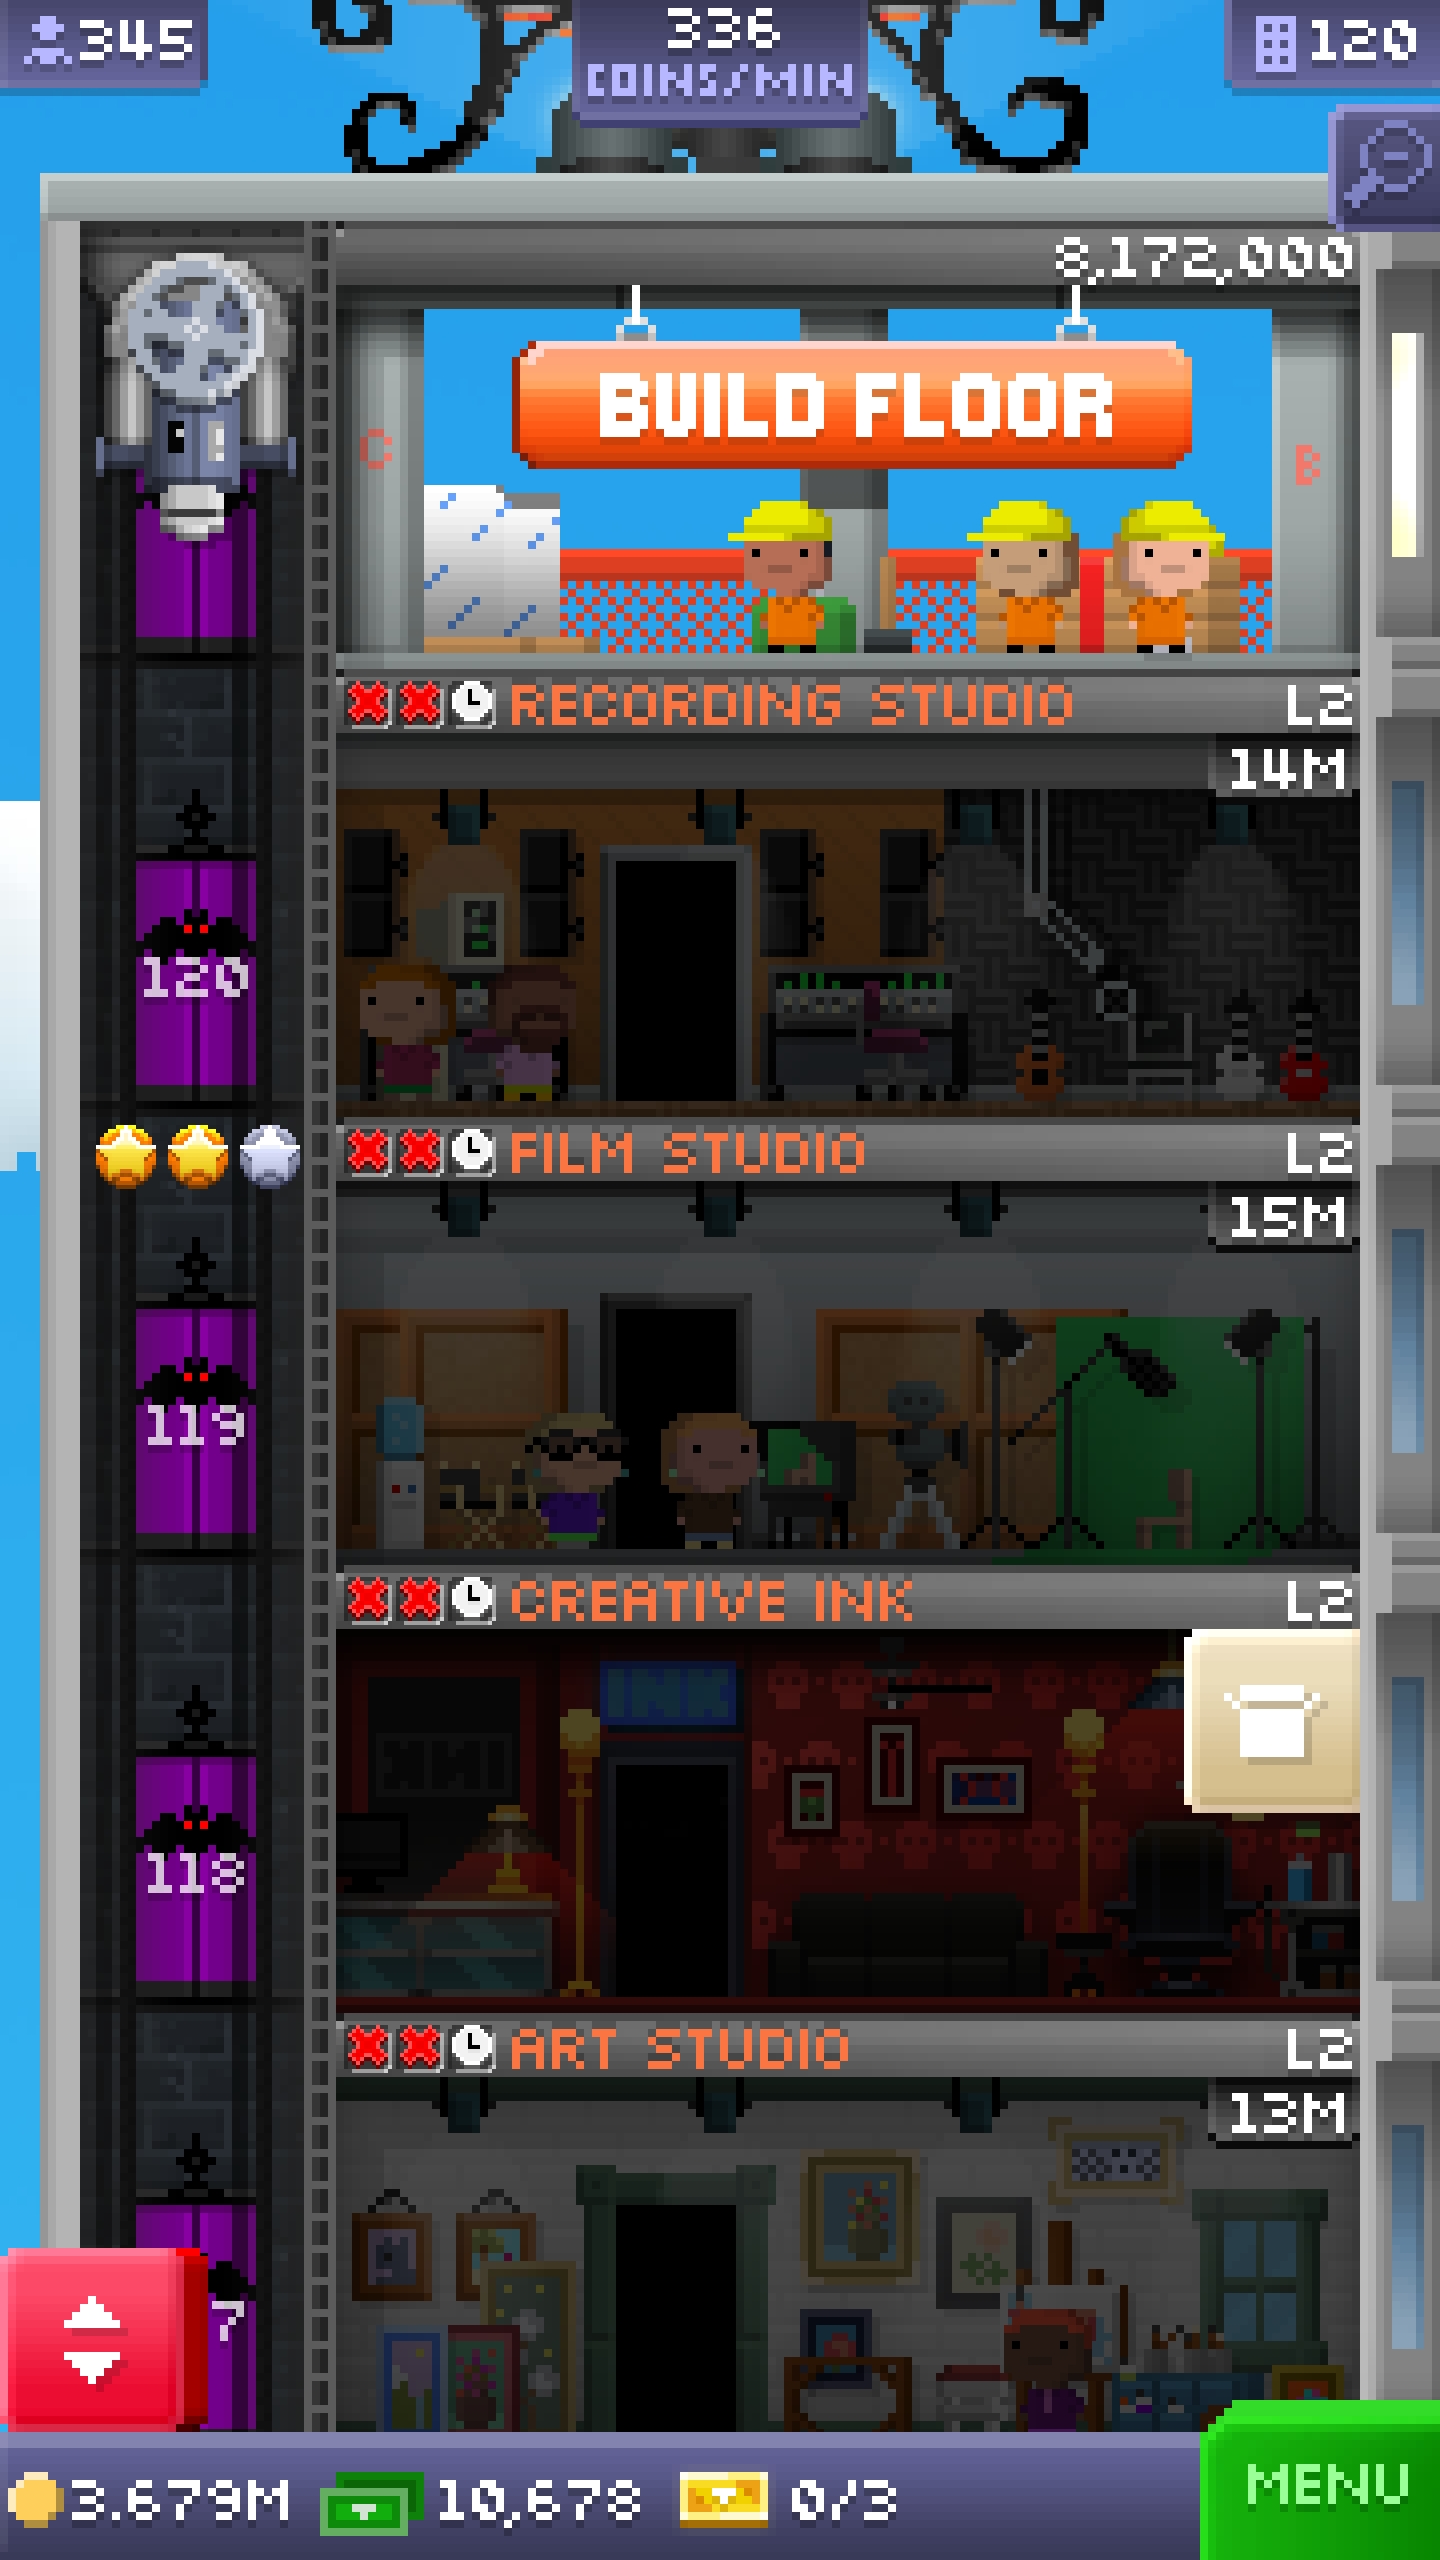 345
336
COINS/MIN
120
8,172,000
BUILD FLOOR
C
B
RECORDING STUDIO L2
14M
120
FILM STUDIO L2
15M
119
CREATIVE INK L2
INK
118
ART STUDIO L2
13M
7
3.679M 10,678 0/3
MENU